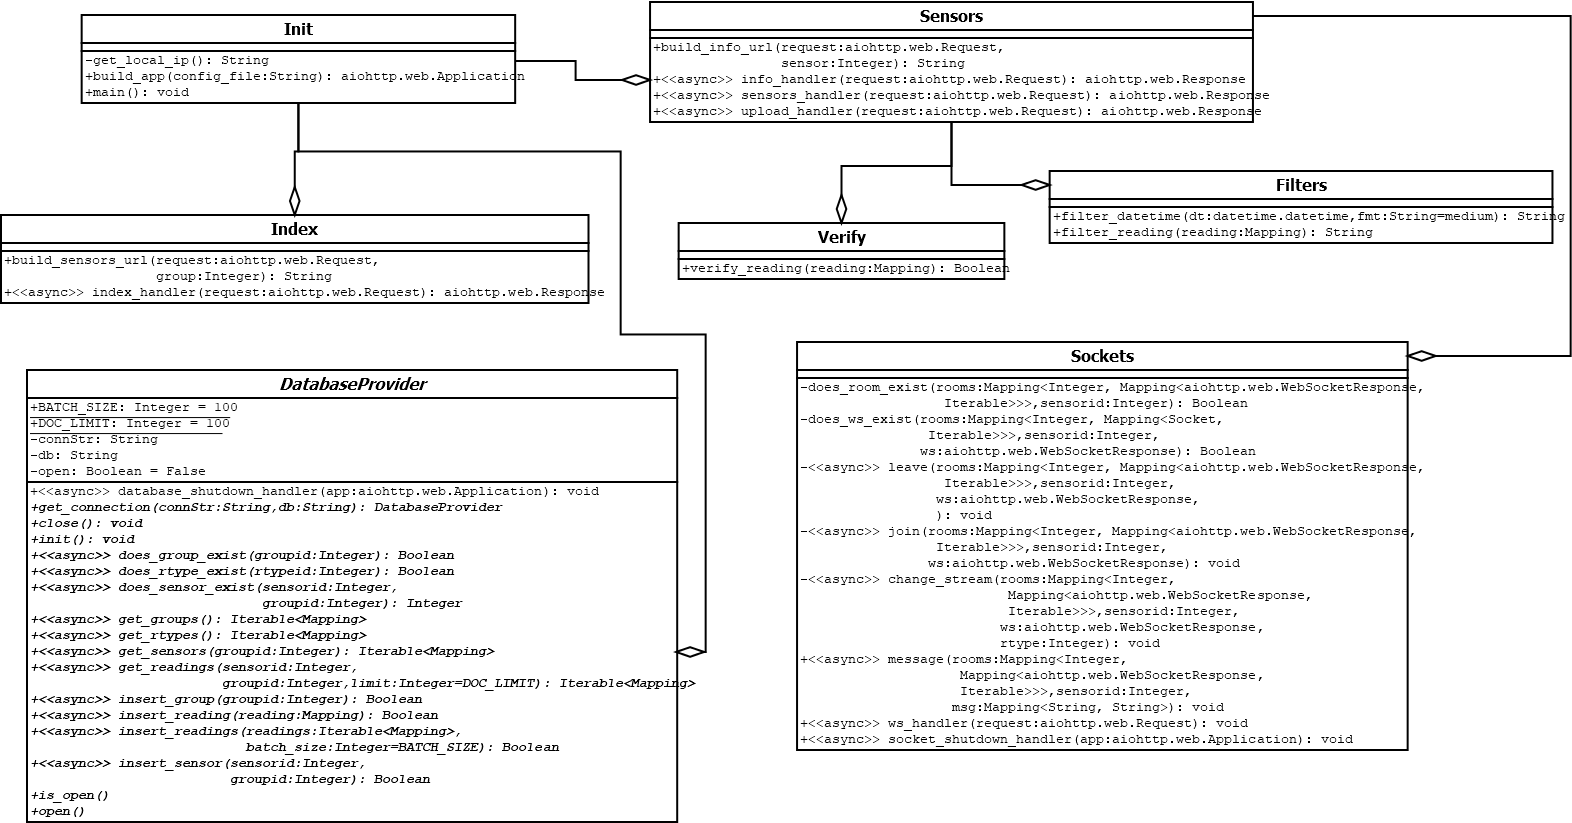 Init
-get_local_ip(): String
+build_app(config_file:String): aiohttp.web.Application
+main(): void
Sensors
+build_info_url(request:aiohttp.web.Request,
sensor:Integer): String
+<<async>> info_handler(request:aiohttp.web.Request): aiohttp.web.Response
+<<async>> sensors_handler(request:aiohttp.web.Request): aiohttp.web.Response
+<<async>> upload_handler(request:aiohttp.web.Request): aiohttp.web.Response
Index
+build_sensors_url(request:aiohttp.web.Request,
group:Integer): String
+<<async>> index_handler(request:aiohttp.web.Request): aiohttp.web.Response
Verify
+verify_reading(reading:Mapping): Boolean
Filters
+filter_datetime(dt:datetime.datetime,fmt:String=medium): String
+filter_reading(reading:Mapping): String
DatabaseProvider
+BATCH_SIZE: Integer = 100
+DOC_LIMIT: Integer = 100
-connStr: String
-db: String
-open: Boolean = False
+<<async>> database_shutdown_handler(app:aiohttp.web.Application): void
+get_connection(connStr:String,db:String): DatabaseProvider
+close(): void
+init(): void
+<<async>> does_group_exist(groupid:Integer): Boolean
+<<async>> does_rtype_exist(rtypeid:Integer): Boolean
+<<async>> does_sensor_exist(sensorid:Integer,
groupid:Integer): Integer
+<<async>> get_groups(): Iterable<Mapping>
+<<async>> get_rtypes(): Iterable<Mapping>
+<<async>> get_sensors(groupid:Integer): Iterable<Mapping>
+<<async>> get_readings(sensorid:Integer,
groupid:Integer,limit:Integer=DOC_LIMIT): Iterable<Mapping>
+<<async>> insert_group(groupid:Integer): Boolean
+<<async>> insert_reading(reading:Mapping): Boolean
+<<async>> insert_readings(readings:Iterable<Mapping>,
batch_size:Integer=BATCH_SIZE): Boolean
+<<async>> insert_sensor(sensorid:Integer,
groupid:Integer): Boolean
+is_open()
+open()
Sockets
-does_room_exist(rooms:Mapping<Integer, Mapping<aiohttp.web.WebSocketResponse,
Iterable>>>,sensorid:Integer): Boolean
-does_ws_exist(rooms:Mapping<Integer, Mapping<Socket,
Iterable>>>,sensorid:Integer,
ws:aiohttp.web.WebSocketResponse): Boolean
-<<async>> leave(rooms:Mapping<Integer, Mapping<aiohttp.web.WebSocketResponse,
Iterable>>>,sensorid:Integer,
ws:aiohttp.web.WebSocketResponse,
): void
-<<async>> join(rooms:Mapping<Integer, Mapping<aiohttp.web.WebSocketResponse,
Iterable>>>,sensorid:Integer,
ws:aiohttp.web.WebSocketResponse): void
-<<async>> change_stream(rooms:Mapping<Integer,
Mapping<aiohttp.web.WebSocketResponse,
Iterable>>>,sensorid:Integer,
ws:aiohttp.web.WebSocketResponse,
rtype:Integer): void
+<<async>> message(rooms:Mapping<Integer,
Mapping<aiohttp.web.WebSocketResponse,
Iterable>>>,sensorid:Integer,
msg:Mapping<String, String>): void
+<<async>> ws_handler(request:aiohttp.web.Request): void
+<<async>> socket_shutdown_handler(app:aiohttp.web.Application): void